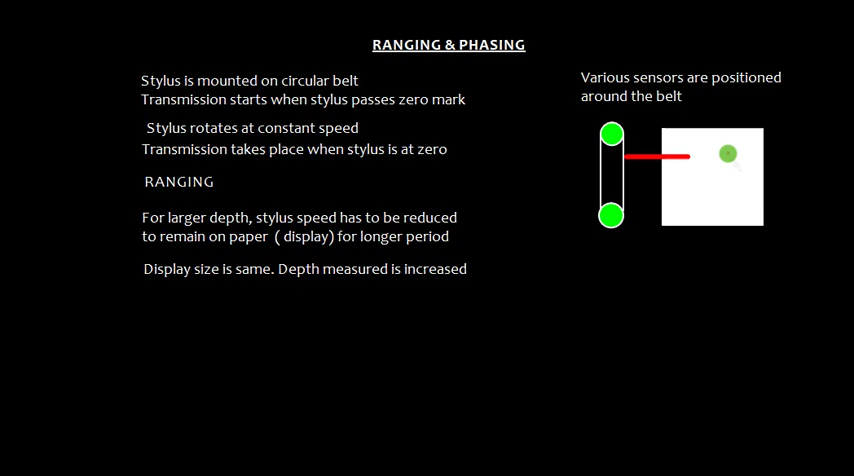 RANGING & PHASING
Stylus is mounted on circular belt
Transmission starts when stylus passes zero mark
Stylus rotates at constant speed
Transmission takes place when stylus is at zero
RANGING
For larger depth, stylus speed has to be reduced
to remain on paper ( display) for longer period
Display size is same. Depth measured is increased
Various sensors are positioned
around the belt